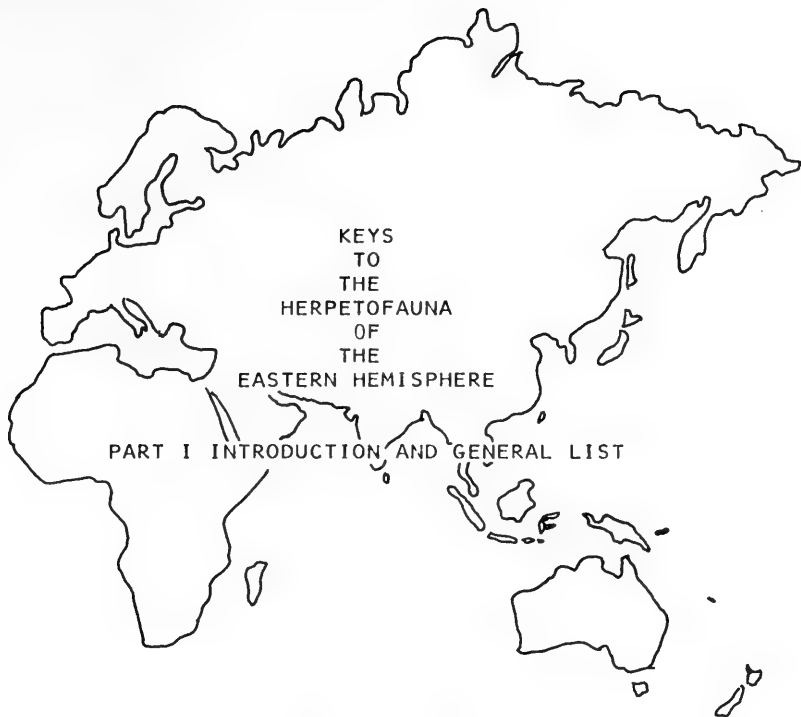 KEYS
TO
THE
HERPETOFAUNA
OF
THE
EASTERN HEMISPHERE
PART I INTRODUCTION AND GENERAL LIST